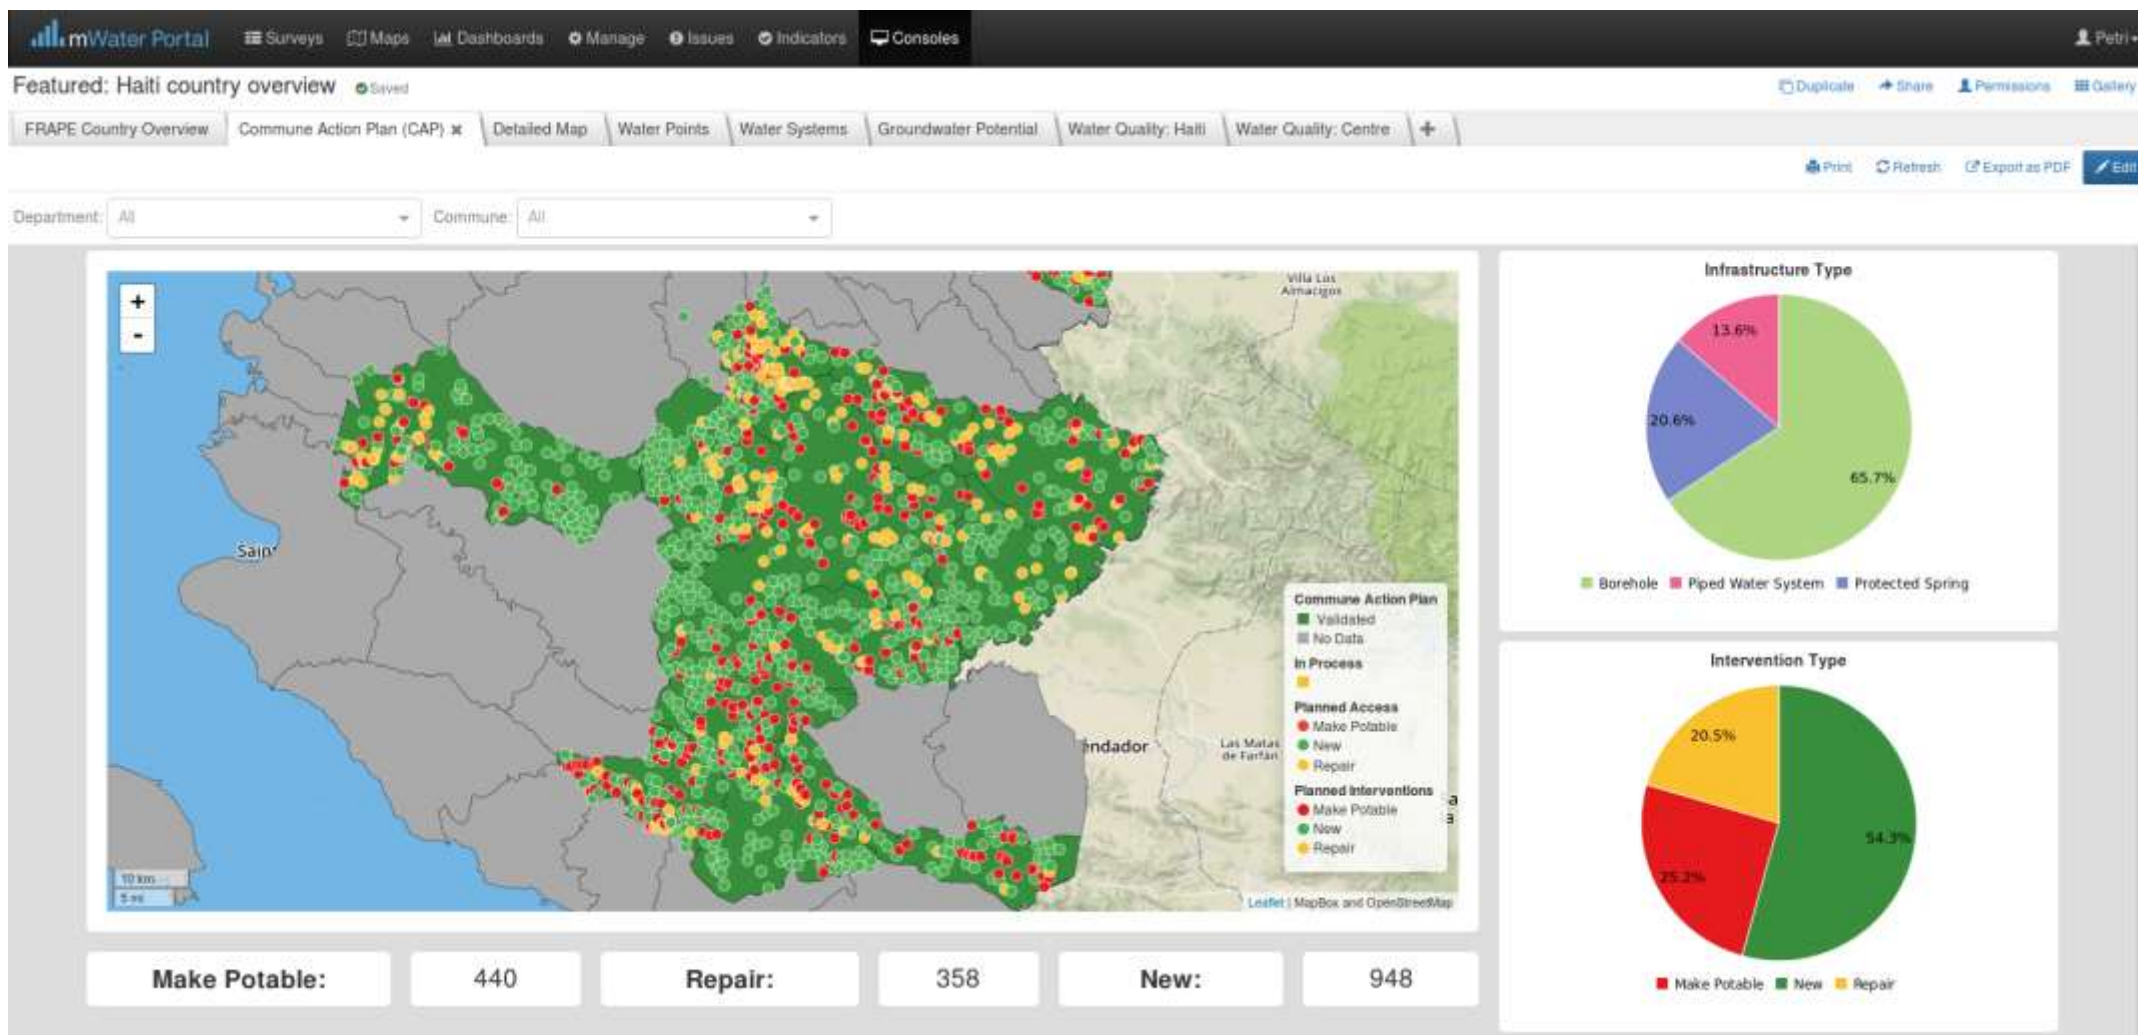 mWater Portal Surveys Maps Dashboards Manage Issues Indicators Consoles Petri
Featured: Haiti country overview Saved Duplicate Share Permissions Gallery
FRAPE Country Overview Commune Action Plan (CAP) Detailed Map Water Points Water Systems Groundwater Potential Water Quality: Haiti Water Quality: Centre +
Print Refresh Export as PDF Edit
Department: All Commune: All
+
-
Villa Los
Almacigos
Sain
endador
Las Matas
de Farfán
a
a
Commune Action Plan
Validated
No Data
In Process
Planned Access
Make Potable
New
Repair
Planned Interventions
Make Potable
New
Repair
10 km
5 mi
Leaflet | MapBox and OpenStreetMap
Infrastructure Type
13.6%
20.6%
65.7%
Borehole Piped Water System Protected Spring
Intervention Type
20.5%
54.3%
25.2%
Make Potable New Repair
Make Potable: 440 Repair: 358 New: 948